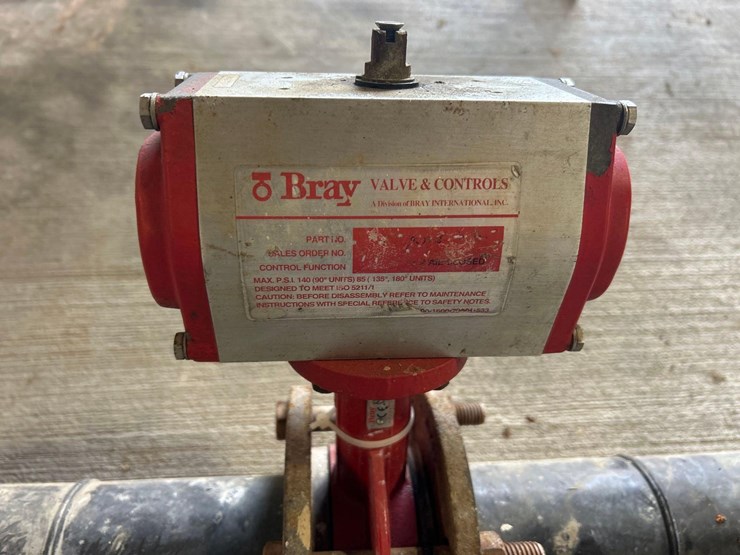 Bray VALVE & CONTROLS
A Division of BRAY INTERNATIONAL, INC.
PART NO.
SALES ORDER NO.
CONTROL FUNCTION
MAX. P.S.I. 140 (90° UNITS) 85 ( 135°, 180° UNITS)
DESIGNED TO MEET ISO 5211/1
CAUTION: BEFORE DISASSEMBLY REFER TO MAINTENANCE
INSTRUCTIONS WITH SPECIAL REFERENCE TO SAFETY NOTES.